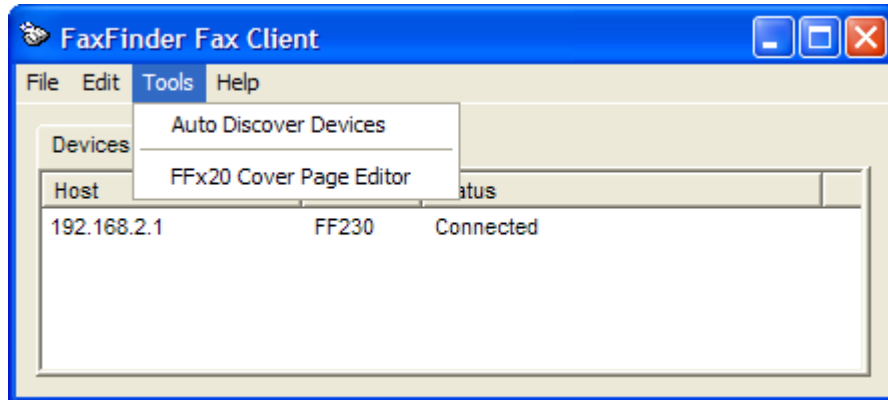 FaxFinder Fax Client
File Edit Tools Help
Auto Discover Devices
Devices
FFx20 Cover Page Editor
Host atus
192.168.2.1 FF230 Connected